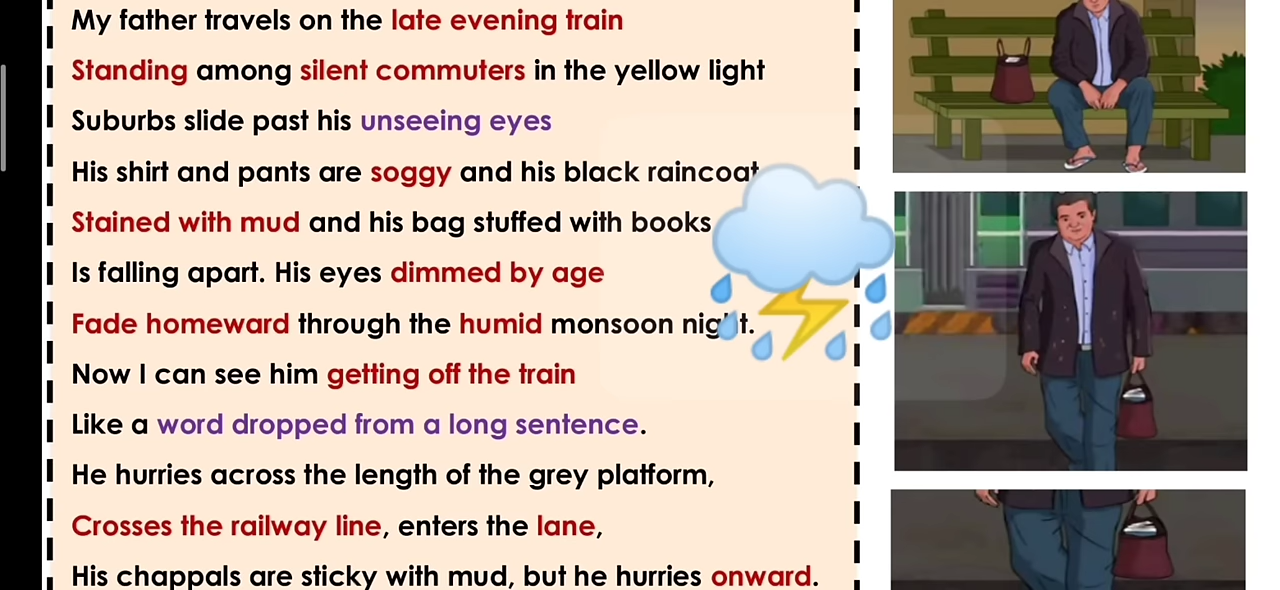 My father travels on the late evening train
Standing among silent commuters in the yellow light
Suburbs slide past his unseeing eyes
His shirt and pants are soggy and his black raincoat
Stained with mud and his bag stuffed with books
Is falling apart. His eyes dimmed by age
Fade homeward through the humid monsoon night.
Now I can see him getting off the train
Like a word dropped from a long sentence.
He hurries across the length of the grey platform,
Crosses the railway line, enters the lane,
His chappals are sticky with mud, but he hurries onward.